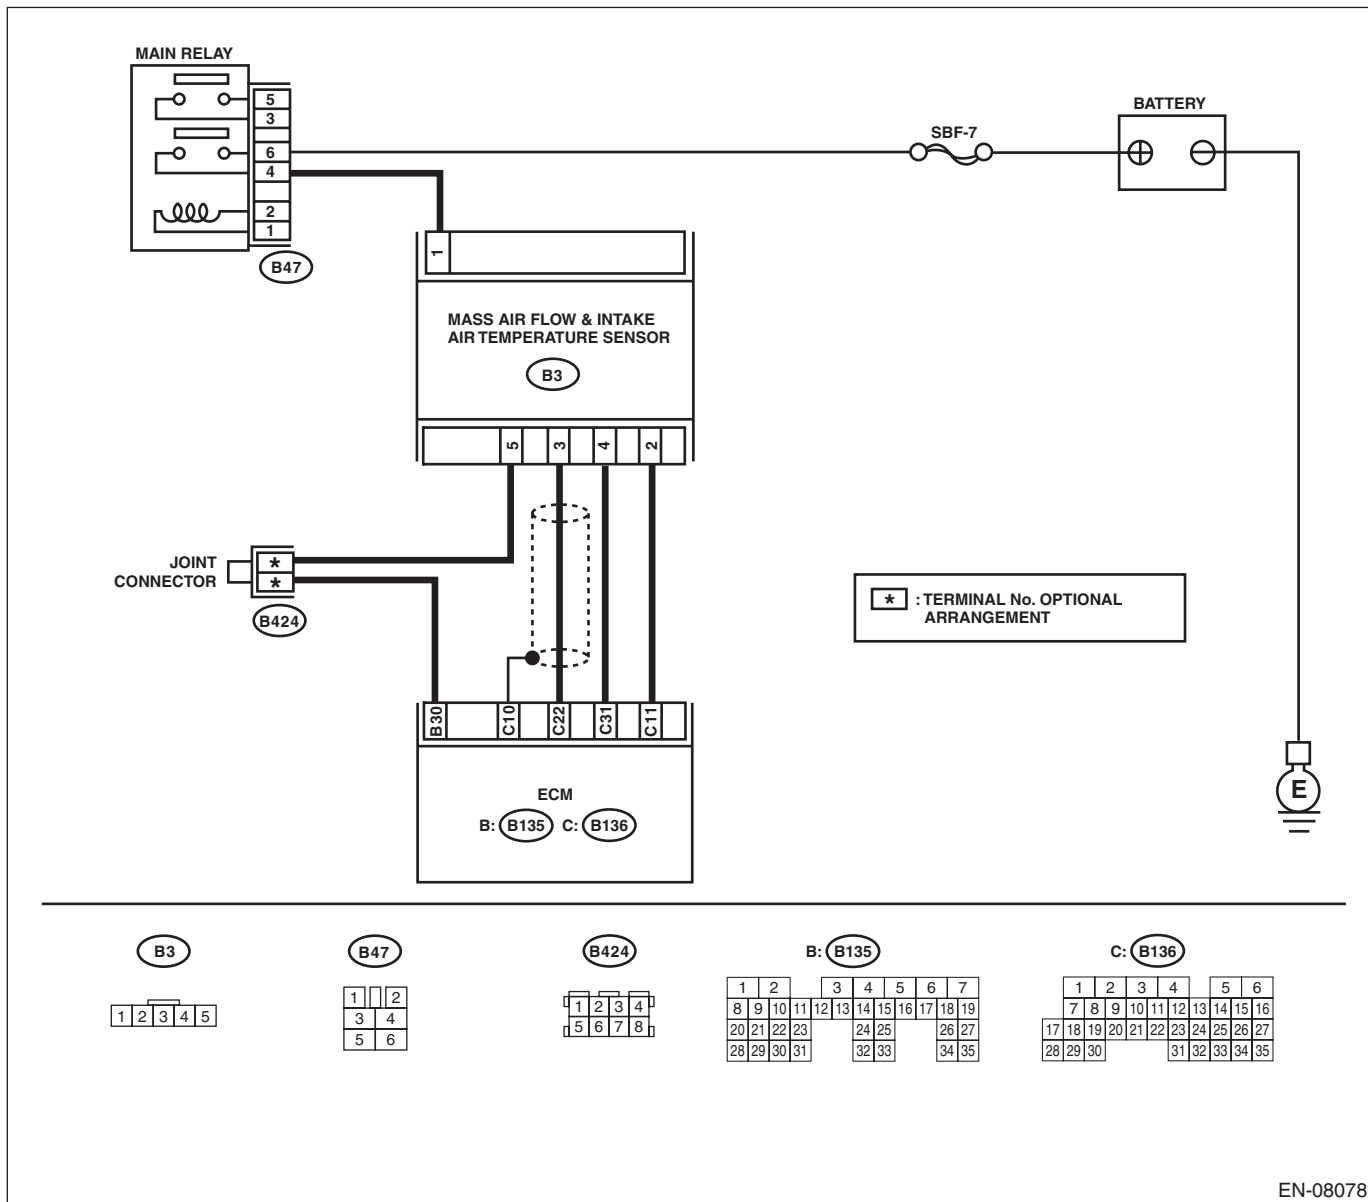 MAIN RELAY
5
3
6
4
2
1
B47
SBF-7
BATTERY
1
MASS AIR FLOW & INTAKE
AIR TEMPERATURE SENSOR
B3
5 3 4 2
JOINT
CONNECTOR
*
*
B424
* : TERMINAL No. OPTIONAL
ARRANGEMENT
B30 C10 C22 C31 C11
ECM
B: B135 C: B136
E
B3
1 2 3 4 5
B47
1 2
3 4
5 6
B424
1 2 3 4
5 6 7 8
B: B135
1 2 3 4 5 6 7
8 9 10 11 12 13 14 15 16 17 18 19
20 21 22 23 24 25 26 27
28 29 30 31 32 33 34 35
C: B136
1 2 3 4 5 6
7 8 9 10 11 12 13 14 15 16
17 18 19 20 21 22 23 24 25 26 27
28 29 30 31 32 33 34 35
EN-08078